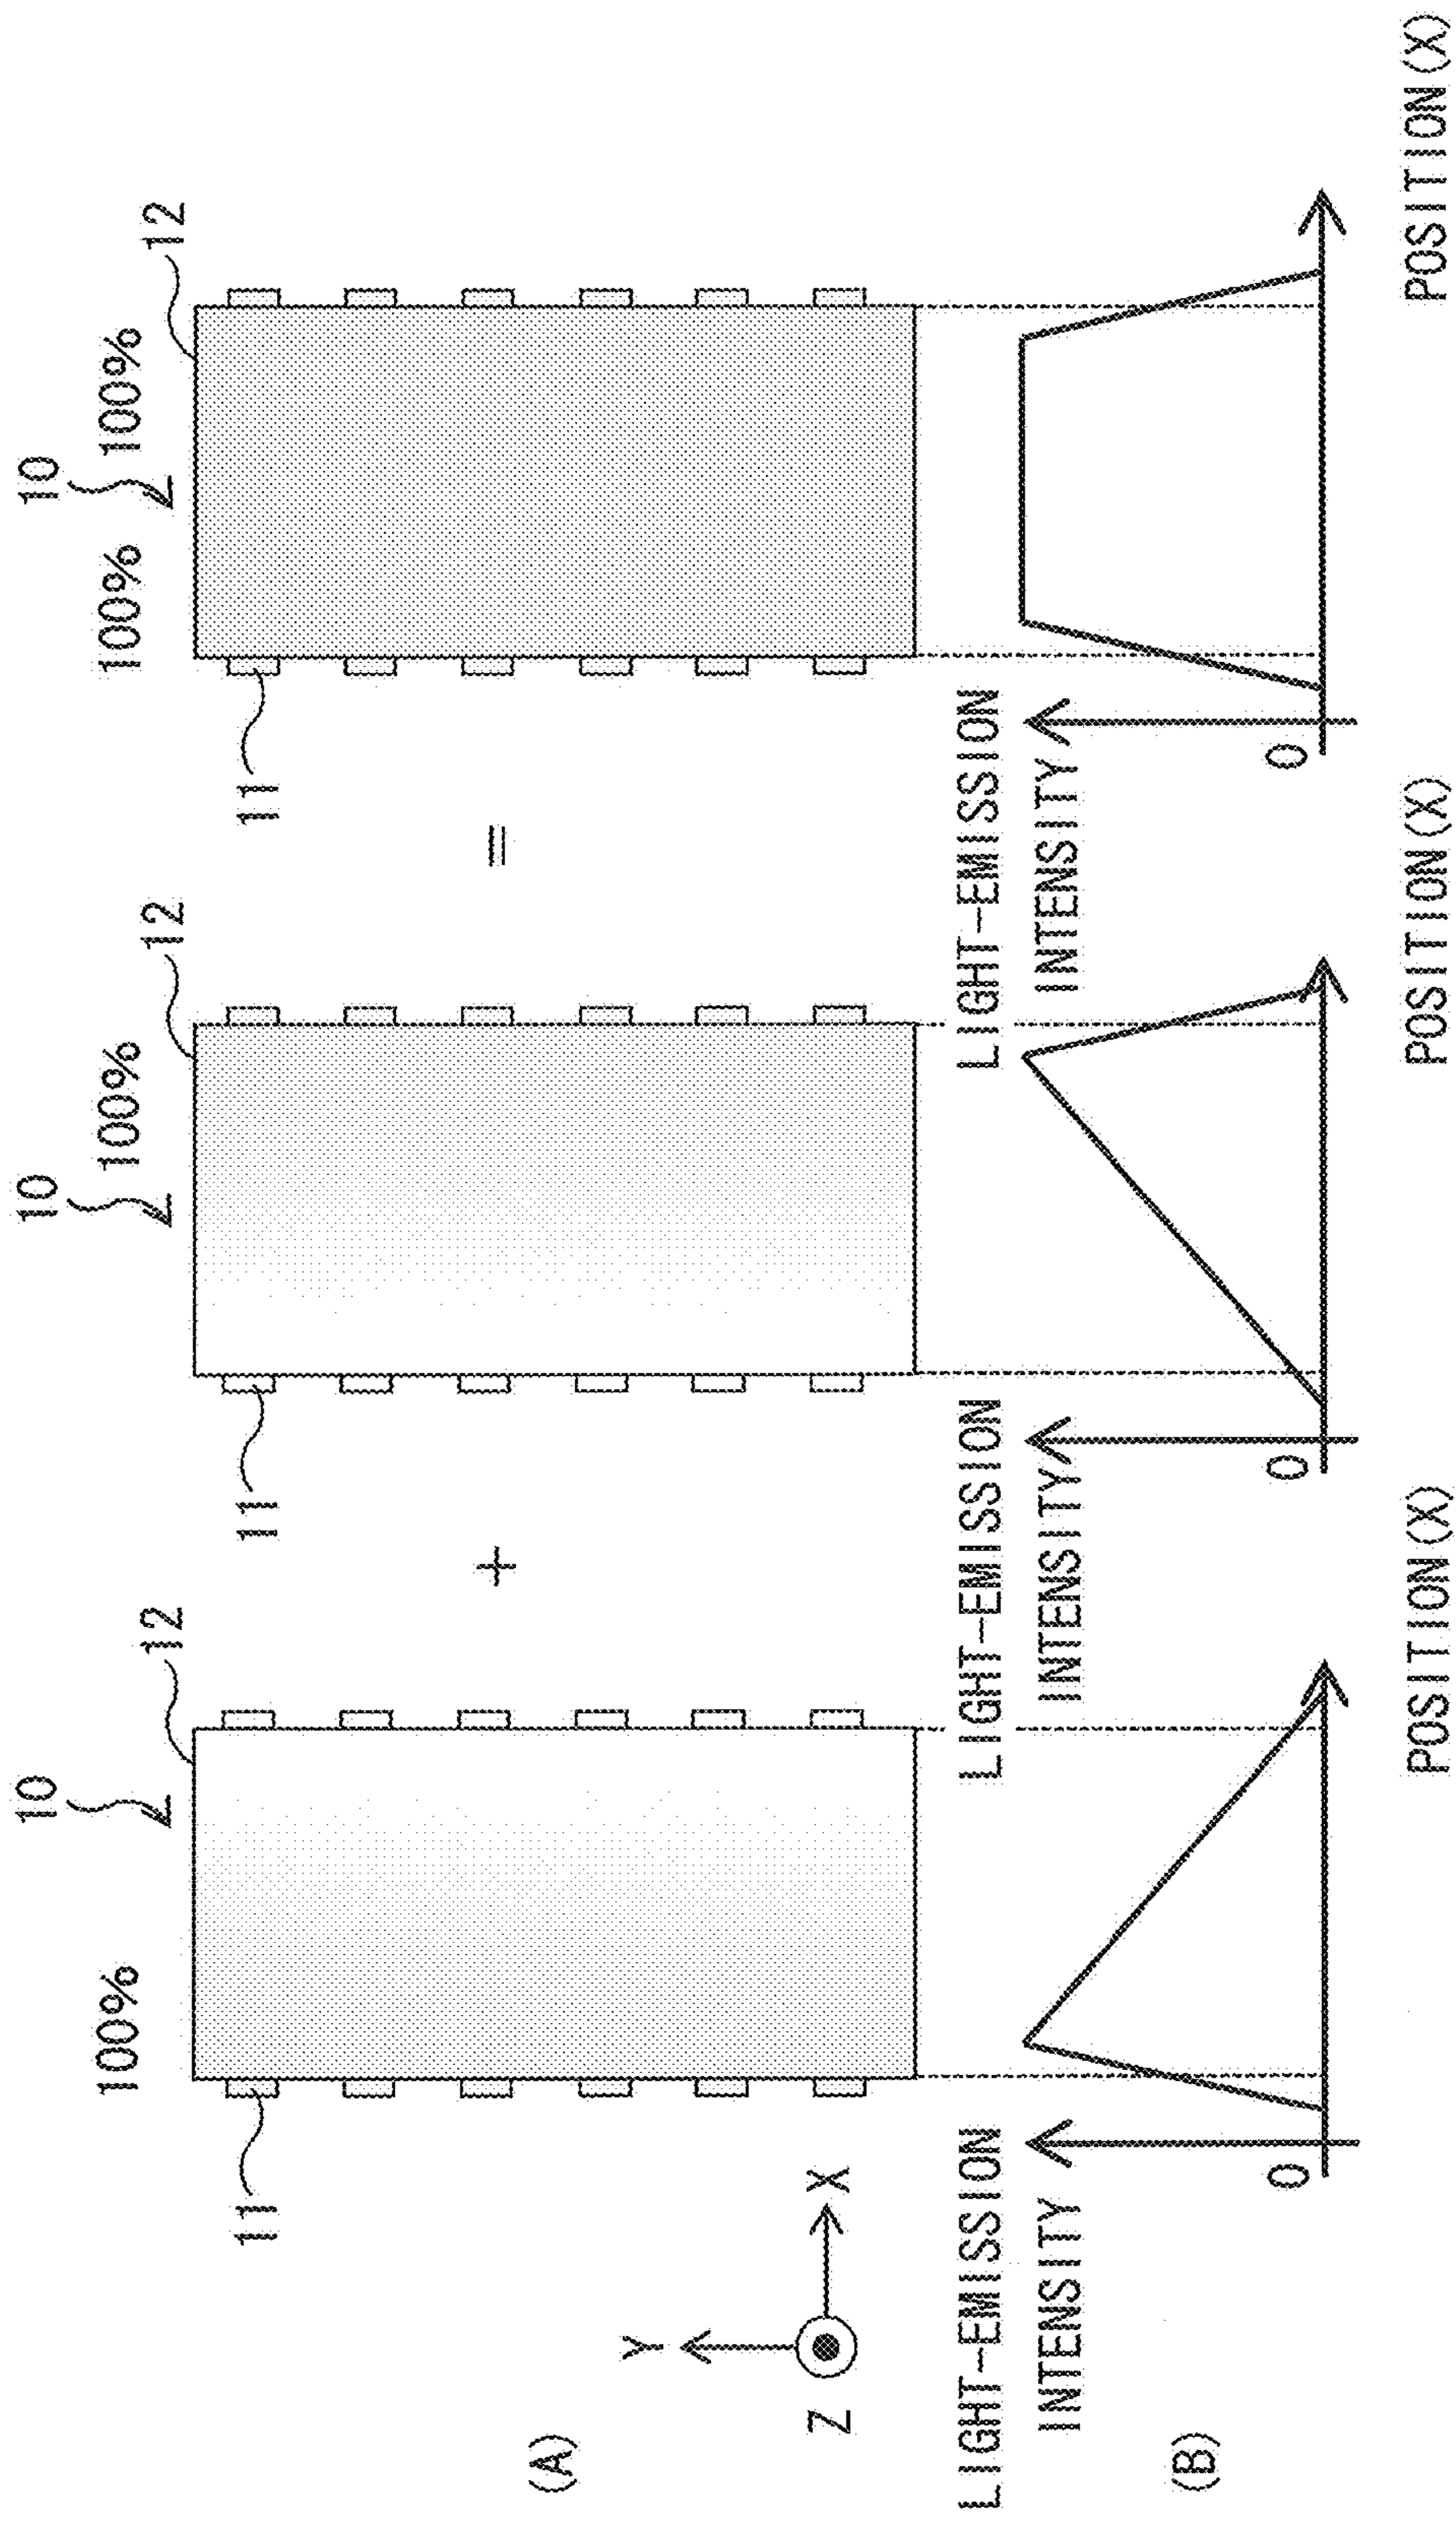 (A)
10
100%
12
11
+
10
100%
12
11
=
10
100%
100%
12
11
Y
Z
X
(B)
LIGHT-EMISSION
INTENSITY
0
POSITION(X)
LIGHT-EMISSION
INTENSITY
0
POSITION(X)
LIGHT-EMISSION
INTENSITY
0
POSITION(X)